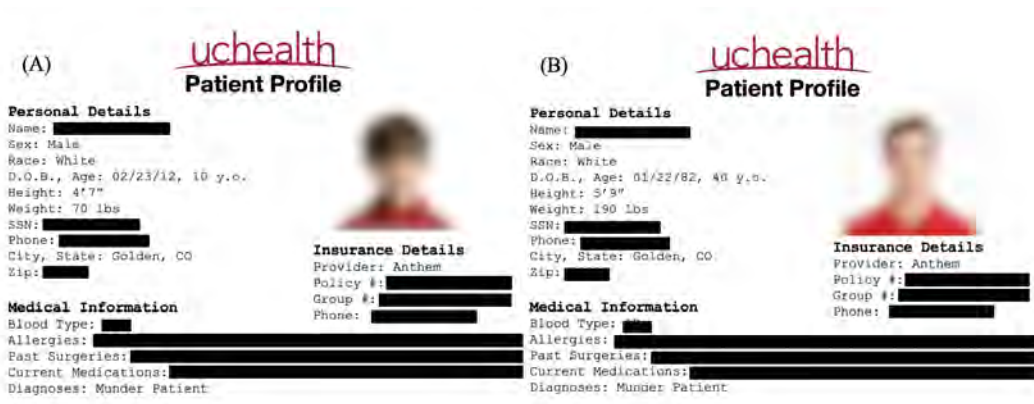 (A)
uchealth
Patient Profile
Personal Details
Name:
Sex: Male
Race: White
D.O.B., Age: 02/23/12, 10 y.o.
Height: 4'7"
Weight: 70 lbs
SSN:
Phone:
City, State: Golden, CO
Zip:
Insurance Details
Provider: Anthem
Policy #:
Group #:
Phone:
Medical Information
Blood Type:
Allergies:
Past Surgeries:
Current Medications:
Diagnoses: Munder Patient
(B)
uchealth
Patient Profile
Personal Details
Name:
Sex: Male
Race: White
D.O.B., Age: 01/22/82, 40 y.o.
Height: 5'9"
Weight: 190 lbs
SSN:
Phone:
City, State: Golden, CO
Zip:
Insurance Details
Provider: Anthem
Policy #:
Group #:
Phone:
Medical Information
Blood Type:
Allergies:
Past Surgeries:
Current Medications:
Diagnoses: Munder Patient